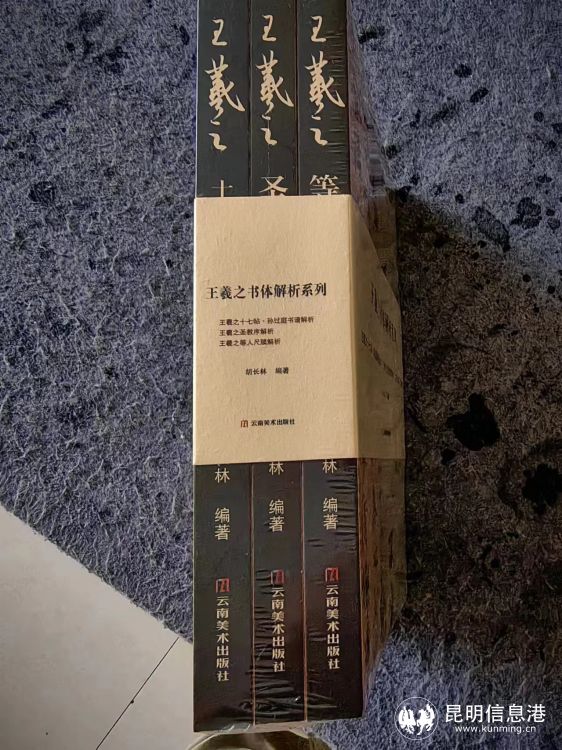 王羲之
王羲之
王羲之
圣
等
王羲之书体解析系列
王羲之十七帖·孙过庭书谱解析
王羲之圣教序解析
王羲之等人尺牍解析
胡长林 编著
云南美术出版社
林 编著
林 编著
林 编著
云南美术出版社
云南美术出版社
云南美术出版社
昆明信息港
www.kunming.cn